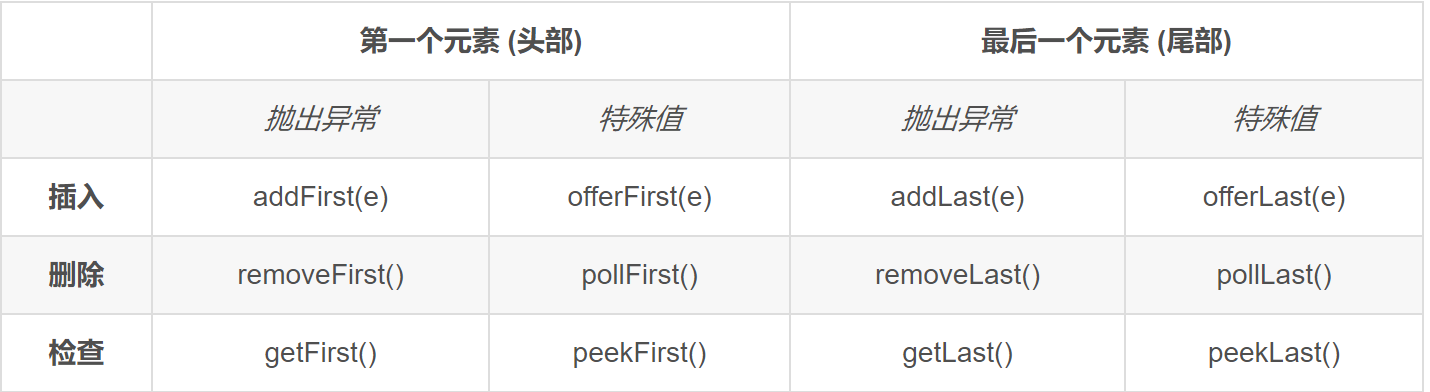 第一个元素 (头部) 最后一个元素 (尾部)
抛出异常 特殊值 抛出异常 特殊值
插入 addFirst(e) offerFirst(e) addLast(e) offerLast(e)
删除 removeFirst() pollFirst() removeLast() pollLast()
检查 getFirst() peekFirst() getLast() peekLast()